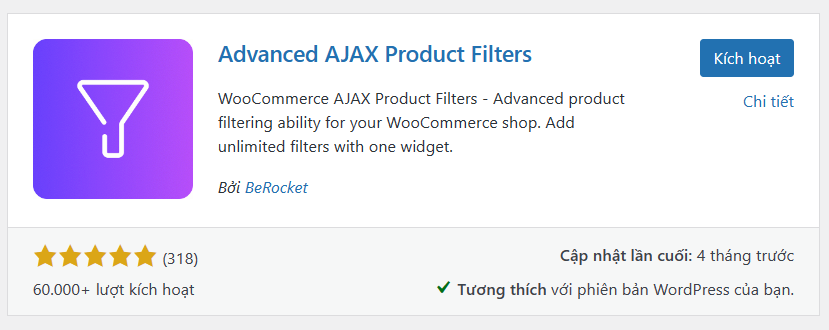 Advanced AJAX Product Filters
Kích hoạt
Chi tiết
WooCommerce AJAX Product Filters - Advanced product
filtering ability for your WooCommerce shop. Add
unlimited filters with one widget.
Bởi BeRocket
(318)
Cập nhật lần cuối: 4 tháng trước
60.000+ lượt kích hoạt
Tương thích với phiên bản WordPress của bạn.